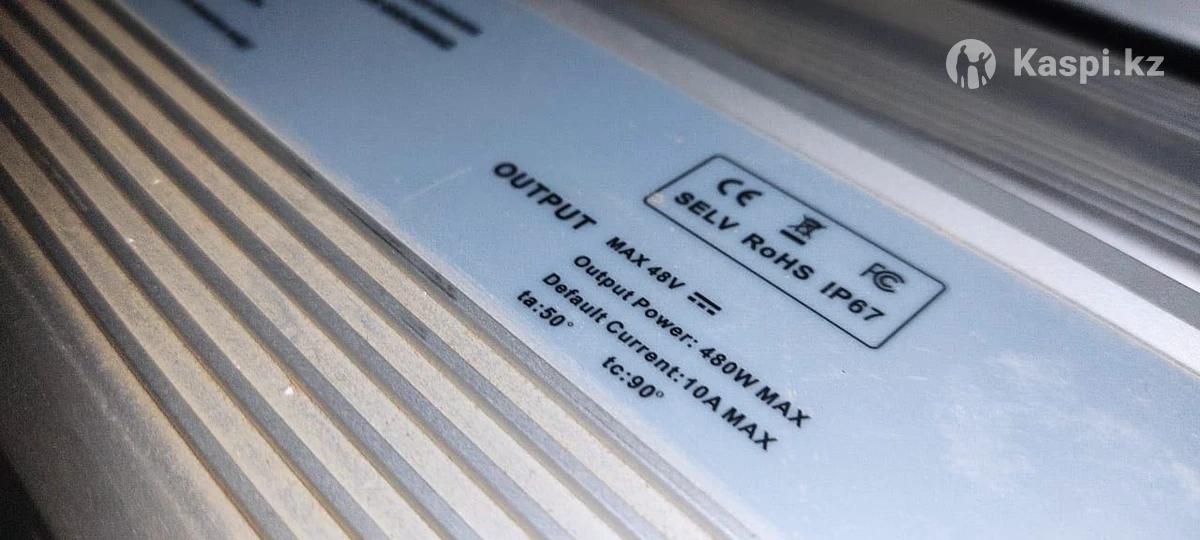 Kaspi.kz
CE
FC
SELV RoHS IP67
OUTPUT
MAX 48V
Output Power: 480W MAX
Default Current:10A MAX
ta:50°
tc:90°